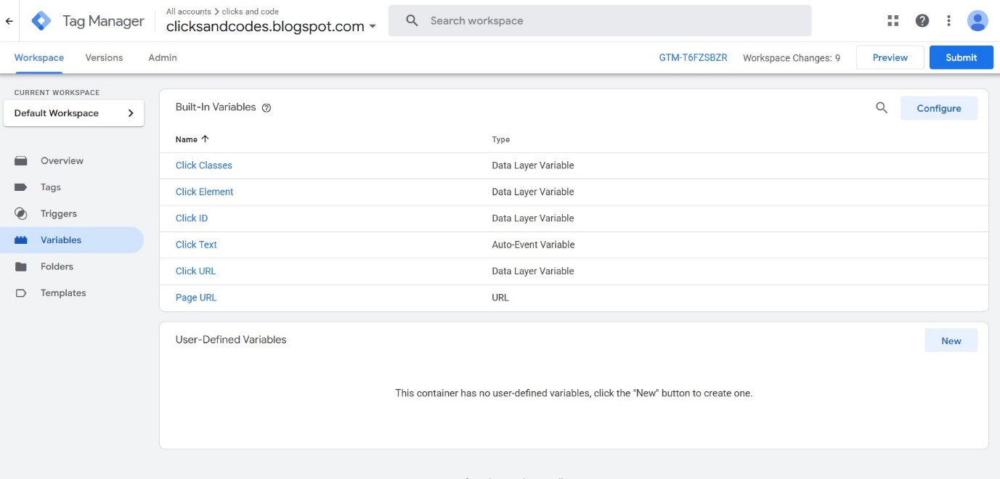 Tag Manager
All accounts > clicks and code
clicksandcodes.blogspot.com
Search workspace
Workspace Versions Admin
GTM-T6FZSBZR Workspace Changes: 9 Preview Submit
CURRENT WORKSPACE
Default Workspace
Overview
Tags
Triggers
Variables
Folders
Templates
Built-In Variables
Configure
Name Type
Click Classes Data Layer Variable
Click Element Data Layer Variable
Click ID Data Layer Variable
Click Text Auto-Event Variable
Click URL Data Layer Variable
Page URL URL
User-Defined Variables
New
This container has no user-defined variables, click the "New" button to create one.